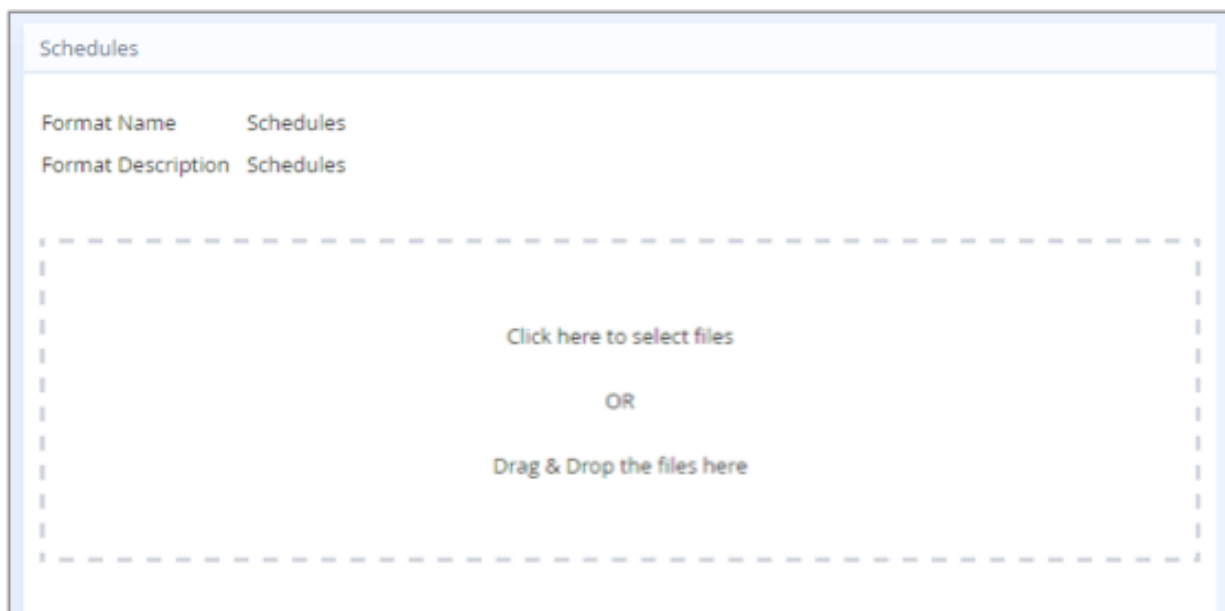 Schedules
Format Name Schedules
Format Description Schedules
Click here to select files
OR
Drag & Drop the files here